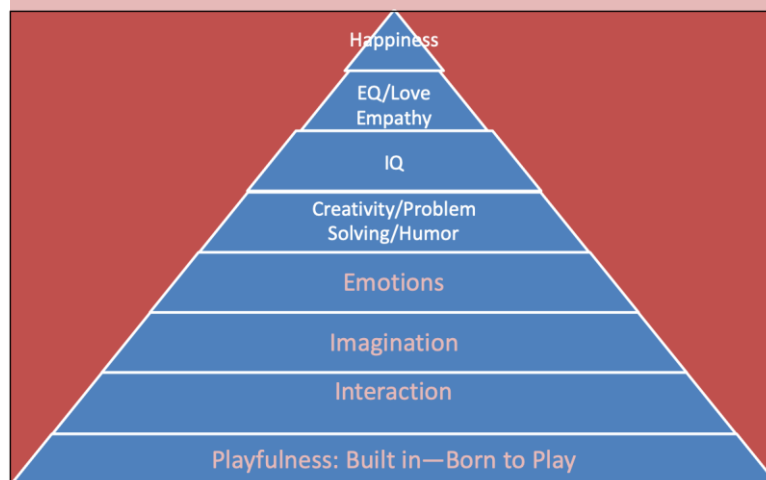 Happiness
EQ/Love
Empathy
IQ
Creativity/Problem
Solving/Humor
Emotions
Imagination
Interaction
Playfulness: Built in—Born to Play